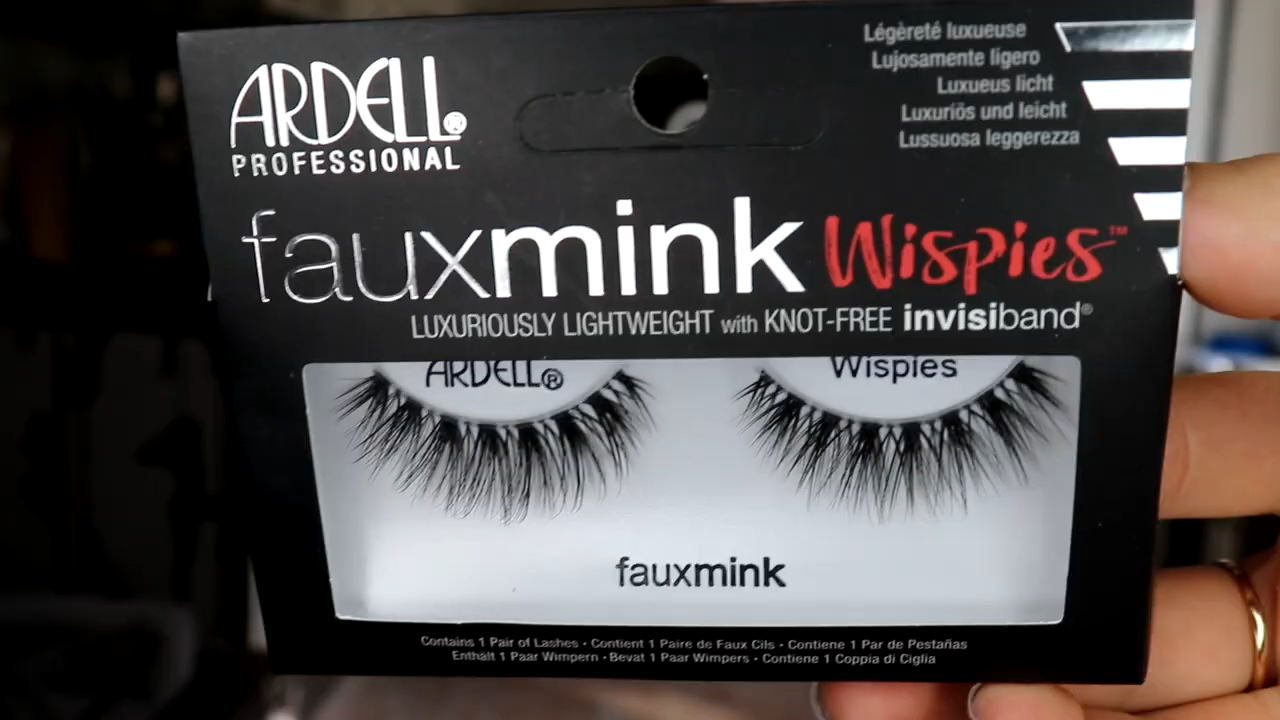 ARDELL®
PROFESSIONAL
Légèreté luxueuse
Lujosamente ligero
Luxueus licht
Luxuriös und leicht
Lussuosa leggerezza
fauxmink Wispies™
LUXURIOUSLY LIGHTWEIGHT with KNOT-FREE invisiband®
ARDELL®
Wispies
fauxmink
Contains 1 Pair of Lashes • Contient 1 Paire de Faux Cils • Contiene 1 Par de Pestañas
Enthält 1 Paar Wimpern • Bevat 1 Paar Wimpers • Contiene 1 Coppia di Ciglia